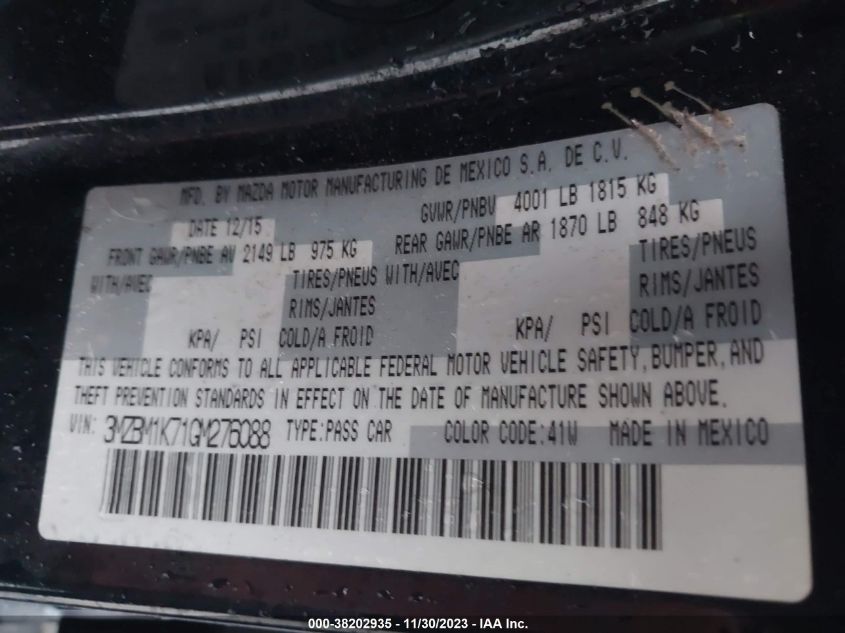 MFD. BY MAZDA MOTOR MANUFACTURING DE MEXICO S.A. DE C.V.
DATE 12/15 GVWR/PNBV 4001 LB 1815 KG
FRONT GAWR/PNBE AV 2149 LB 975 KG REAR GAWR/PNBE AR 1870 LB 848 KG
WITH/AVEC TIRES/PNEUS WITH/AVEC TIRES/PNEUS
RIMS/JANTES RIMS/JANTES
KPA/ PSI COLD/A FROID KPA/ PSI COLD/A FROID
THIS VEHICLE CONFORMS TO ALL APPLICABLE FEDERAL MOTOR VEHICLE SAFETY, BUMPER, AND
THEFT PREVENTION STANDARDS IN EFFECT ON THE DATE OF MANUFACTURE SHOWN ABOVE.
VIN: 3MZBM1K71GM276088 TYPE:PASS CAR COLOR CODE:41W MADE IN MEXICO
000-38202935 - 11/30/2023 - IAA Inc.